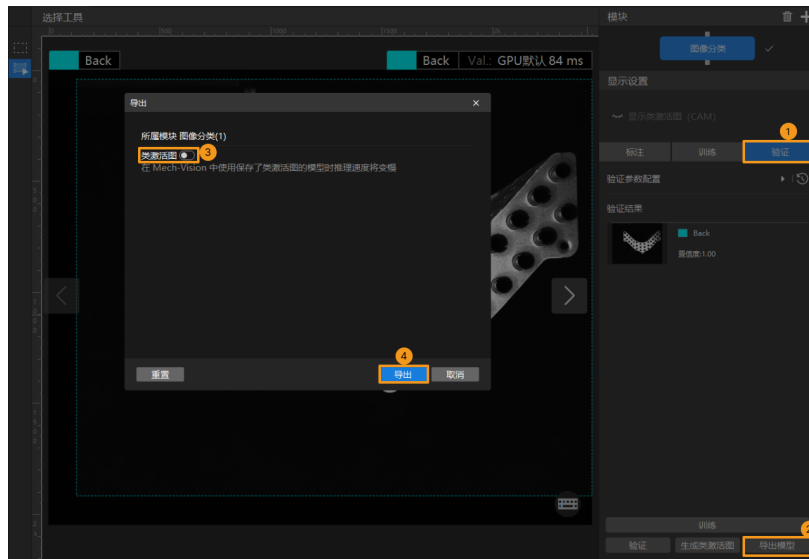 选择工具
模块
图像分类
Back
Back Val.: GPU默认 84 ms
显示设置
显示类激活图 (CAM)
1
标注 训练 验证
验证参数配置
验证结果
Back
置信度:1.00
导出
所属模块 图像分类(1)
类激活图 3
在 Mech-Vision 中使用保存了类激活图的模型时推理速度将变慢
4
重置 导出 取消
训练
2
验证 生成类激活图 导出模型